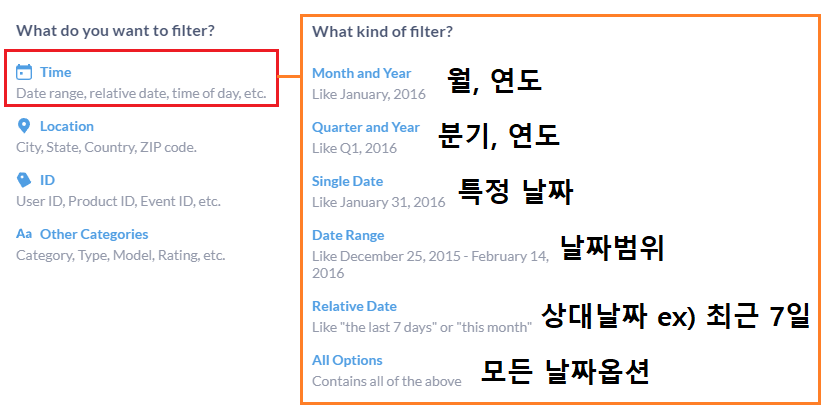 What do you want to filter?
Time
Date range, relative date, time of day, etc.
Location
City, State, Country, ZIP code.
ID
User ID, Product ID, Event ID, etc.
Aa Other Categories
Category, Type, Model, Rating, etc.
What kind of filter?
Month and Year
Like January, 2016
월, 연도
Quarter and Year
Like Q1, 2016
분기, 연도
Single Date
Like January 31, 2016
특정 날짜
Date Range
Like December 25, 2015 - February 14,
2016
날짜범위
Relative Date
Like "the last 7 days" or "this month"
상대날짜 ex) 최근 7일
All Options
Contains all of the above
모든 날짜옵션